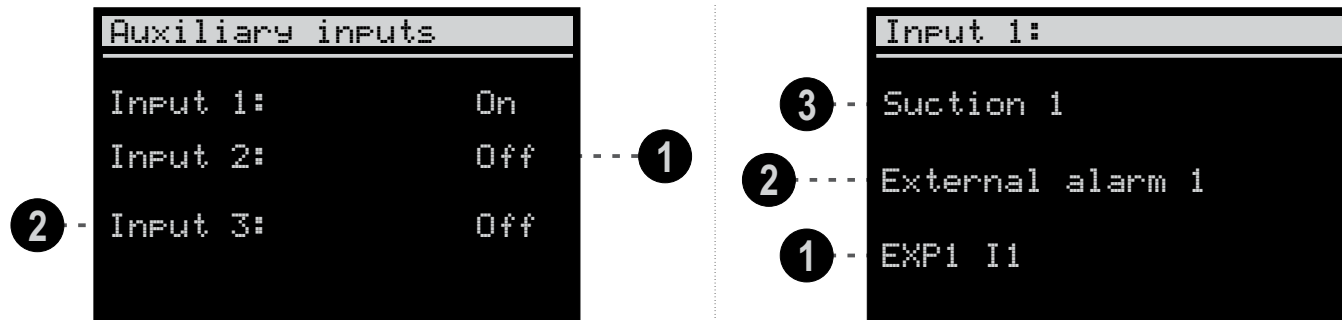 Auxiliary inputs
Input 1: On
Input 2: Off
1
2
Input 3: Off
Input 1:
3
Suction 1
2
External alarm 1
1
EXP1 I1